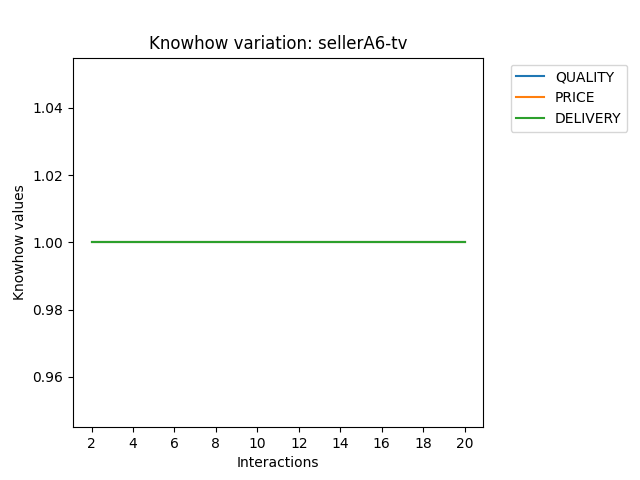 Knowhow variation: sellerA6-tv
QUALITY
PRICE
DELIVERY
Knowhow values
1.04
1.02
1.00
0.98
0.96
2 4 6 8 10 12 14 16 18 20
Interactions